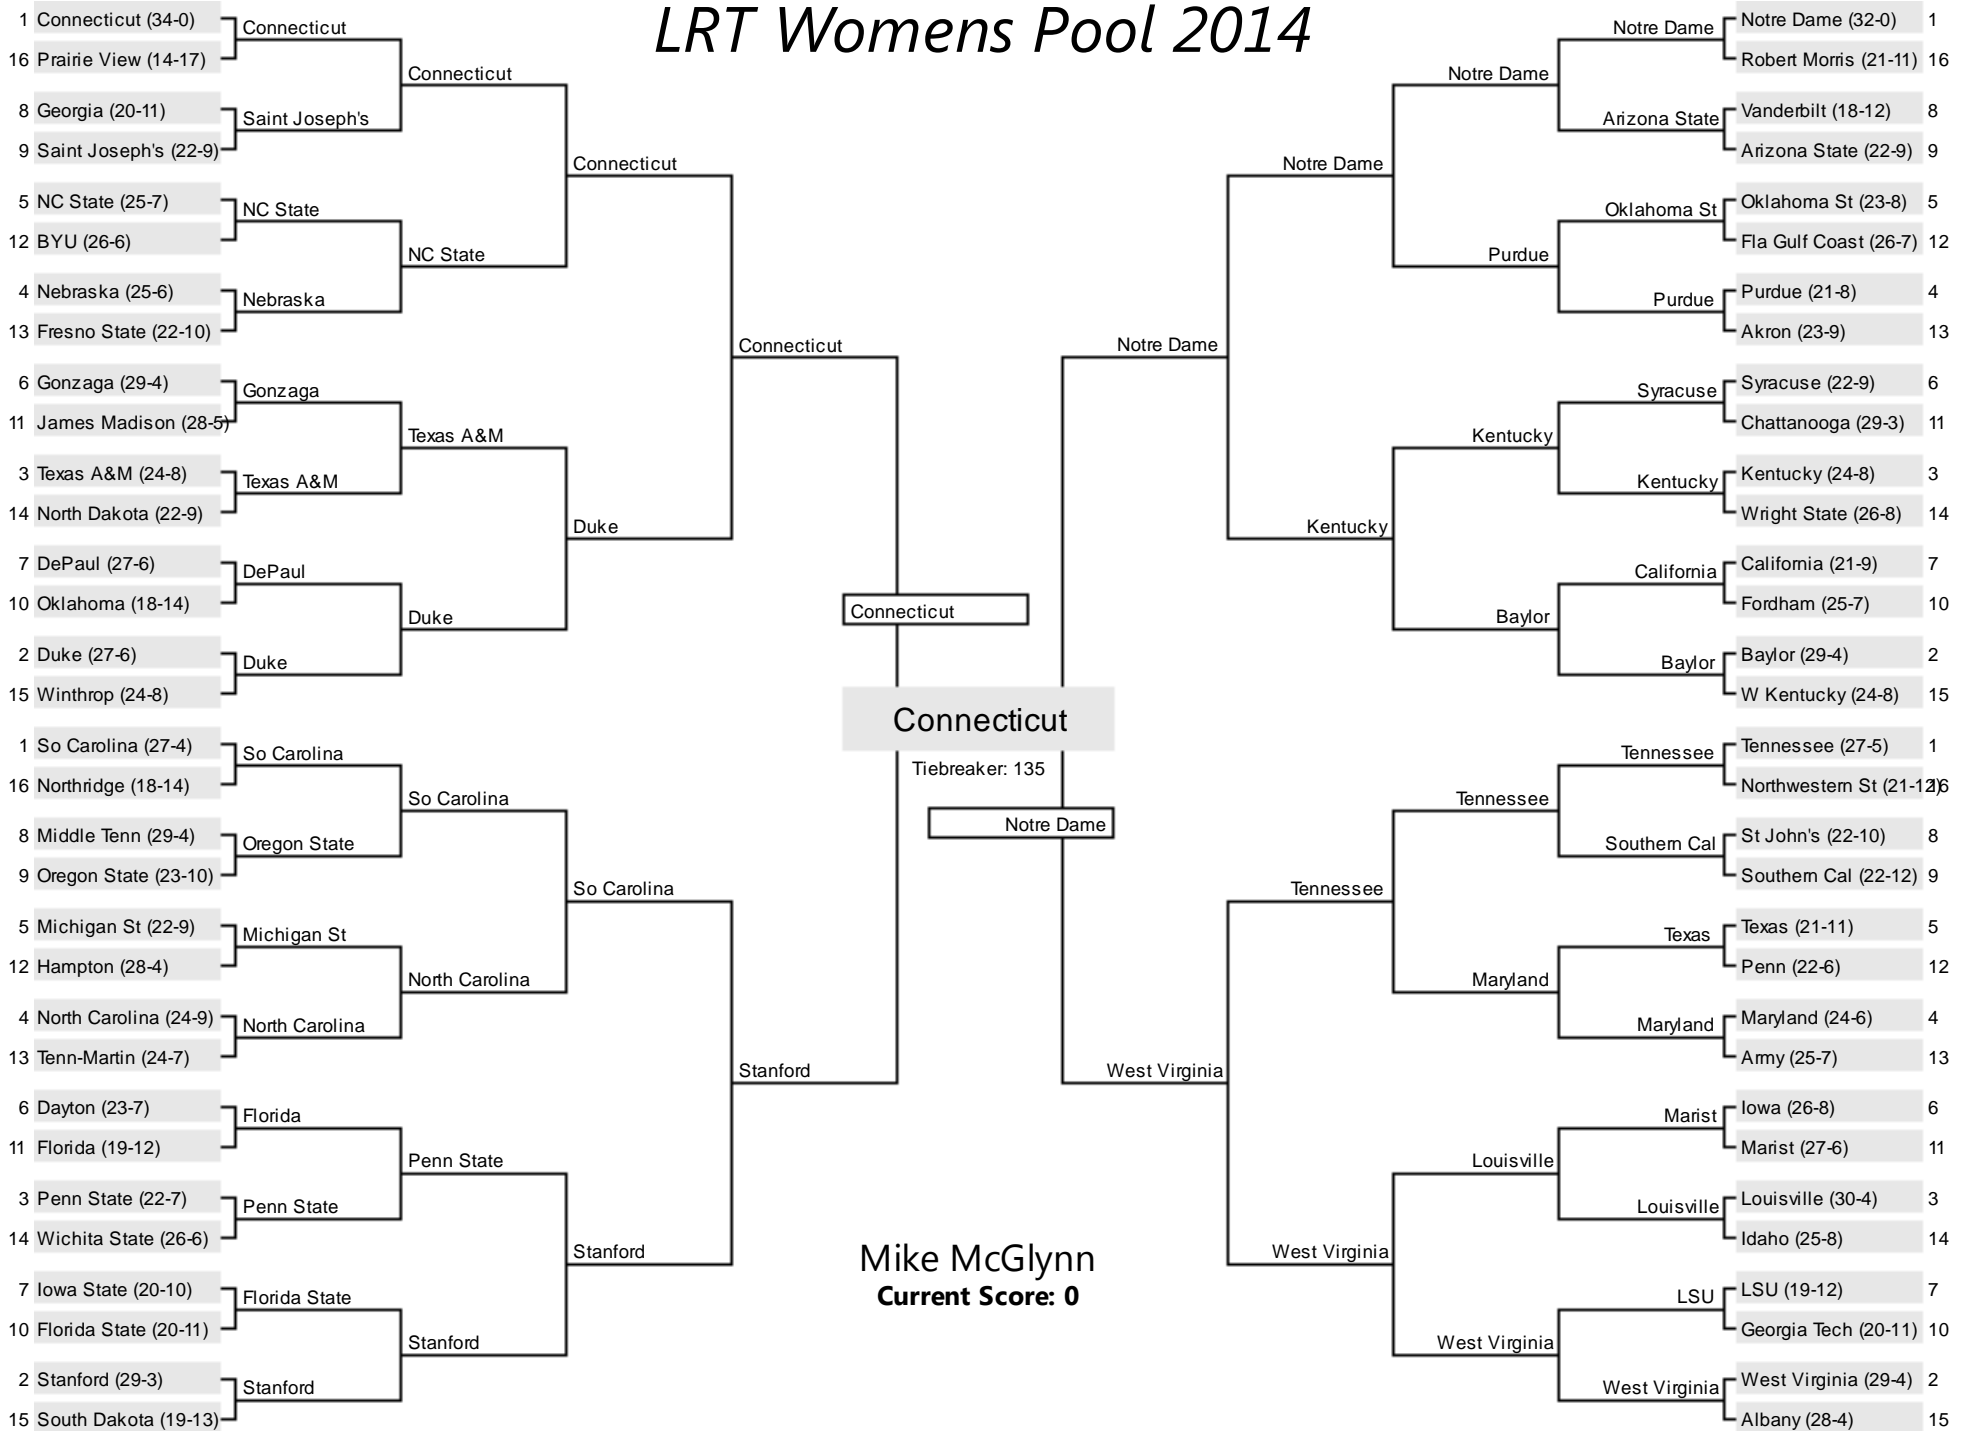 LRT Womens Pool 2014
1 Connecticut (34-0)
16 Prairie View (14-17)
8 Georgia (20-11)
9 Saint Joseph's (22-9)
5 NC State (25-7)
12 BYU (26-6)
4 Nebraska (25-6)
13 Fresno State (22-10)
6 Gonzaga (29-4)
11 James Madison (28-5)
3 Texas A&M (24-8)
14 North Dakota (22-9)
7 DePaul (27-6)
10 Oklahoma (18-14)
2 Duke (27-6)
15 Winthrop (24-8)
1 So Carolina (27-4)
16 Northridge (18-14)
8 Middle Tenn (29-4)
9 Oregon State (23-10)
5 Michigan St (22-9)
12 Hampton (28-4)
4 North Carolina (24-9)
13 Tenn-Martin (24-7)
6 Dayton (23-7)
11 Florida (19-12)
3 Penn State (22-7)
14 Wichita State (26-6)
7 Iowa State (20-10)
10 Florida State (20-11)
2 Stanford (29-3)
15 South Dakota (19-13)
Connecticut
Saint Joseph's
NC State
Nebraska
Gonzaga
Texas A&M
DePaul
Duke
So Carolina
Oregon State
Michigan St
North Carolina
Florida
Penn State
Florida State
Stanford
Connecticut
NC State
Texas A&M
Duke
So Carolina
North Carolina
Penn State
Stanford
Connecticut
Duke
So Carolina
Stanford
Connecticut
Stanford
Connecticut
Connecticut
Tiebreaker: 135
Notre Dame
Mike McGlynn
Current Score: 0
Notre Dame
West Virginia
Notre Dame
Kentucky
Tennessee
West Virginia
Notre Dame
Purdue
Kentucky
Baylor
Tennessee
Maryland
Louisville
West Virginia
Notre Dame
Arizona State
Oklahoma St
Purdue
Syracuse
Kentucky
California
Baylor
Tennessee
Southern Cal
Texas
Maryland
Marist
Louisville
LSU
West Virginia
Notre Dame (32-0) 1
Robert Morris (21-11) 16
Vanderbilt (18-12) 8
Arizona State (22-9) 9
Oklahoma St (23-8) 5
Fla Gulf Coast (26-7) 12
Purdue (21-8) 4
Akron (23-9) 13
Syracuse (22-9) 6
Chattanooga (29-3) 11
Kentucky (24-8) 3
Wright State (26-8) 14
California (21-9) 7
Fordham (25-7) 10
Baylor (29-4) 2
W Kentucky (24-8) 15
Tennessee (27-5) 1
Northwestern St (21-12) 16
St John's (22-10) 8
Southern Cal (22-12) 9
Texas (21-11) 5
Penn (22-6) 12
Maryland (24-6) 4
Army (25-7) 13
Iowa (26-8) 6
Marist (27-6) 11
Louisville (30-4) 3
Idaho (25-8) 14
LSU (19-12) 7
Georgia Tech (20-11) 10
West Virginia (29-4) 2
Albany (28-4) 15